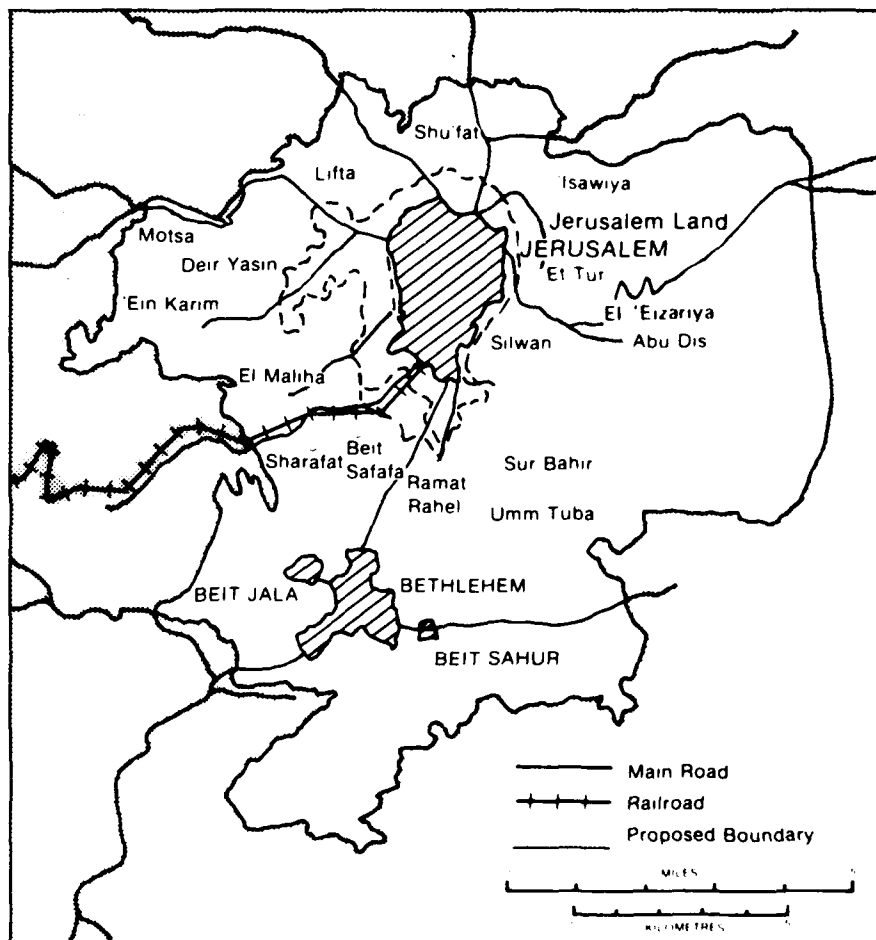 Shu'fat
Lifta
'Isawiya
Jerusalem Land
JERUSALEM
Motsa
Deir Yasin
'Et Tur
'Ein Karim
El 'Eizariya
Silwan
Abu Dis
El Maliha
Sharafat
Beit
Safafa
Sur Bahir
Ramat
Rahel
Umm Tuba
BEIT JALA
BETHLEHEM
BEIT SAHUR
Main Road
Railroad
Proposed Boundary
MILES
5
KILOMETRES
5